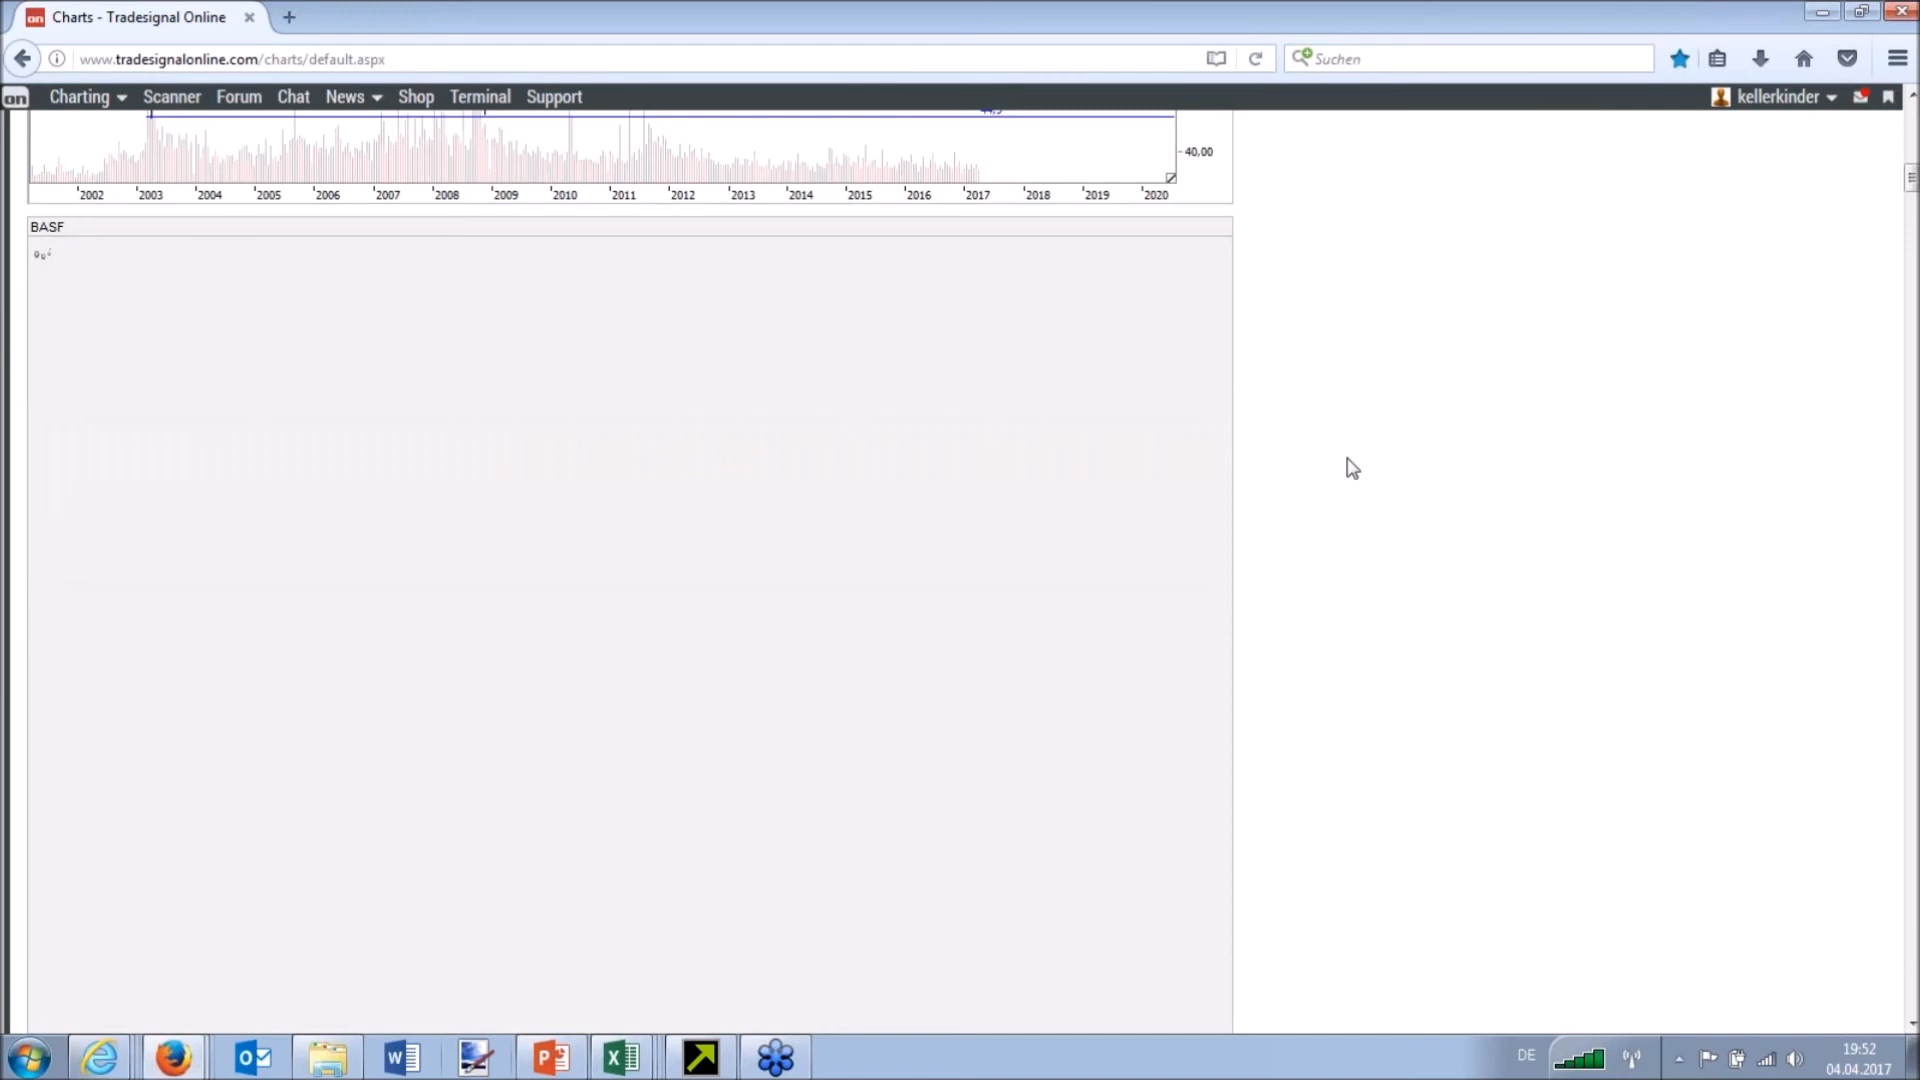 on Charts - Tradesignal Online
www.tradesignalonline.com/charts/default.aspx
Suchen
on Charting Scanner Forum Chat News Shop Terminal Support kellerkinder
40,00
2002 2003 2004 2005 2006 2007 2008 2009 2010 2011 2012 2013 2014 2015 2016 2017 2018 2019 2020
BASF
DE
19:52
04.04.2017